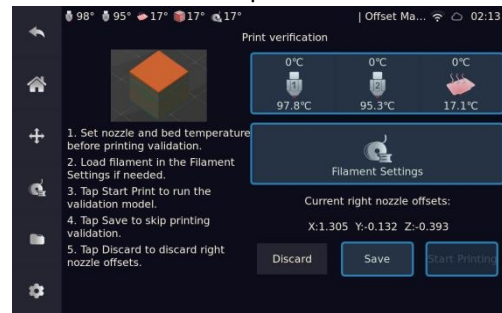 98° 95° 17° 17° 17° | Offset Ma... 02:13
Print verification
0℃ 0℃ 0℃
1 2
97.8℃ 95.3℃ 17.1℃
1. Set nozzle and bed temperature
before printing validation.
2. Load filament in the Filament
Settings if needed.
3. Tap Start Print to run the
validation model.
4. Tap Save to skip printing
validation.
5. Tap Discard to discard right
nozzle offsets.
Filament Settings
Current right nozzle offsets:
X:1.305 Y:-0.132 Z:-0.393
Discard Save Start Printing